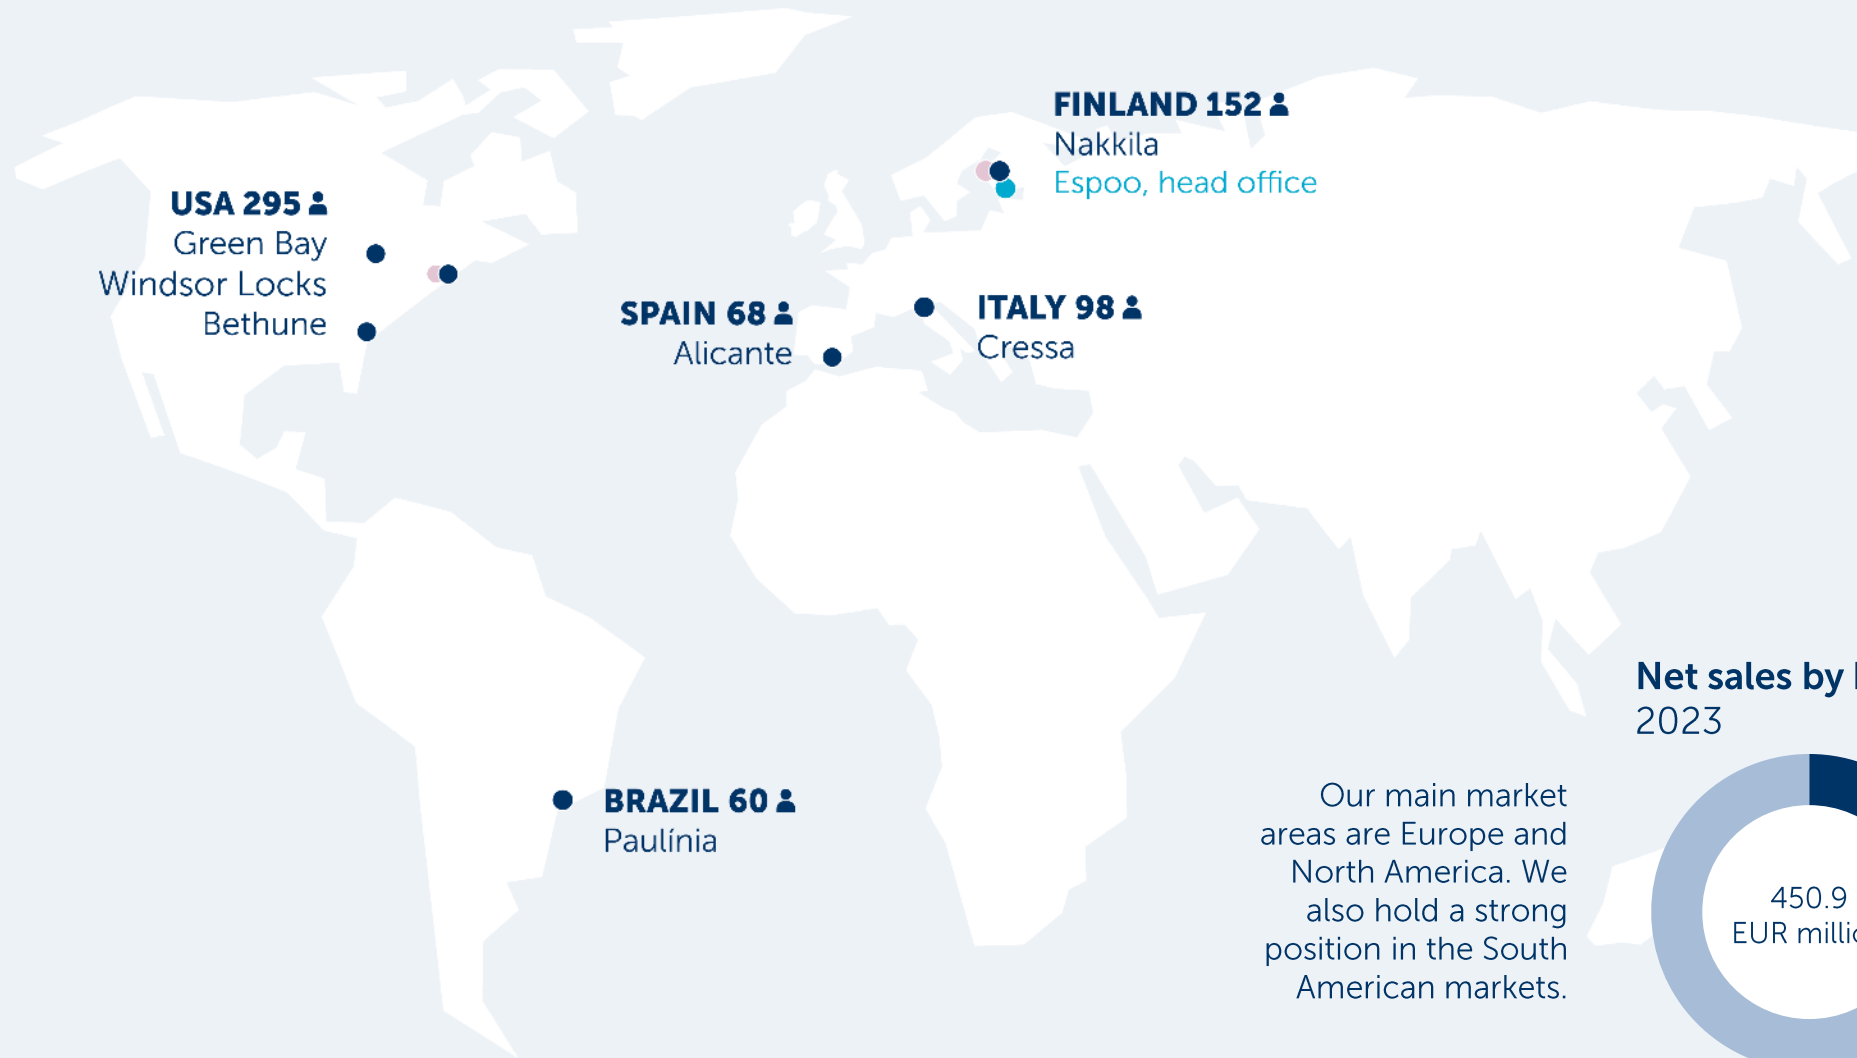 FINLAND 152
Nakkila
Espoo, head office
USA 295
Green Bay
Windsor Locks
Bethune
SPAIN 68
Alicante
ITALY 98
Cressa
BRAZIL 60
Paulínia
Our main market
areas are Europe and
North America. We
also hold a strong
position in the South
American markets.
Net sales by
2023
450.9
EUR